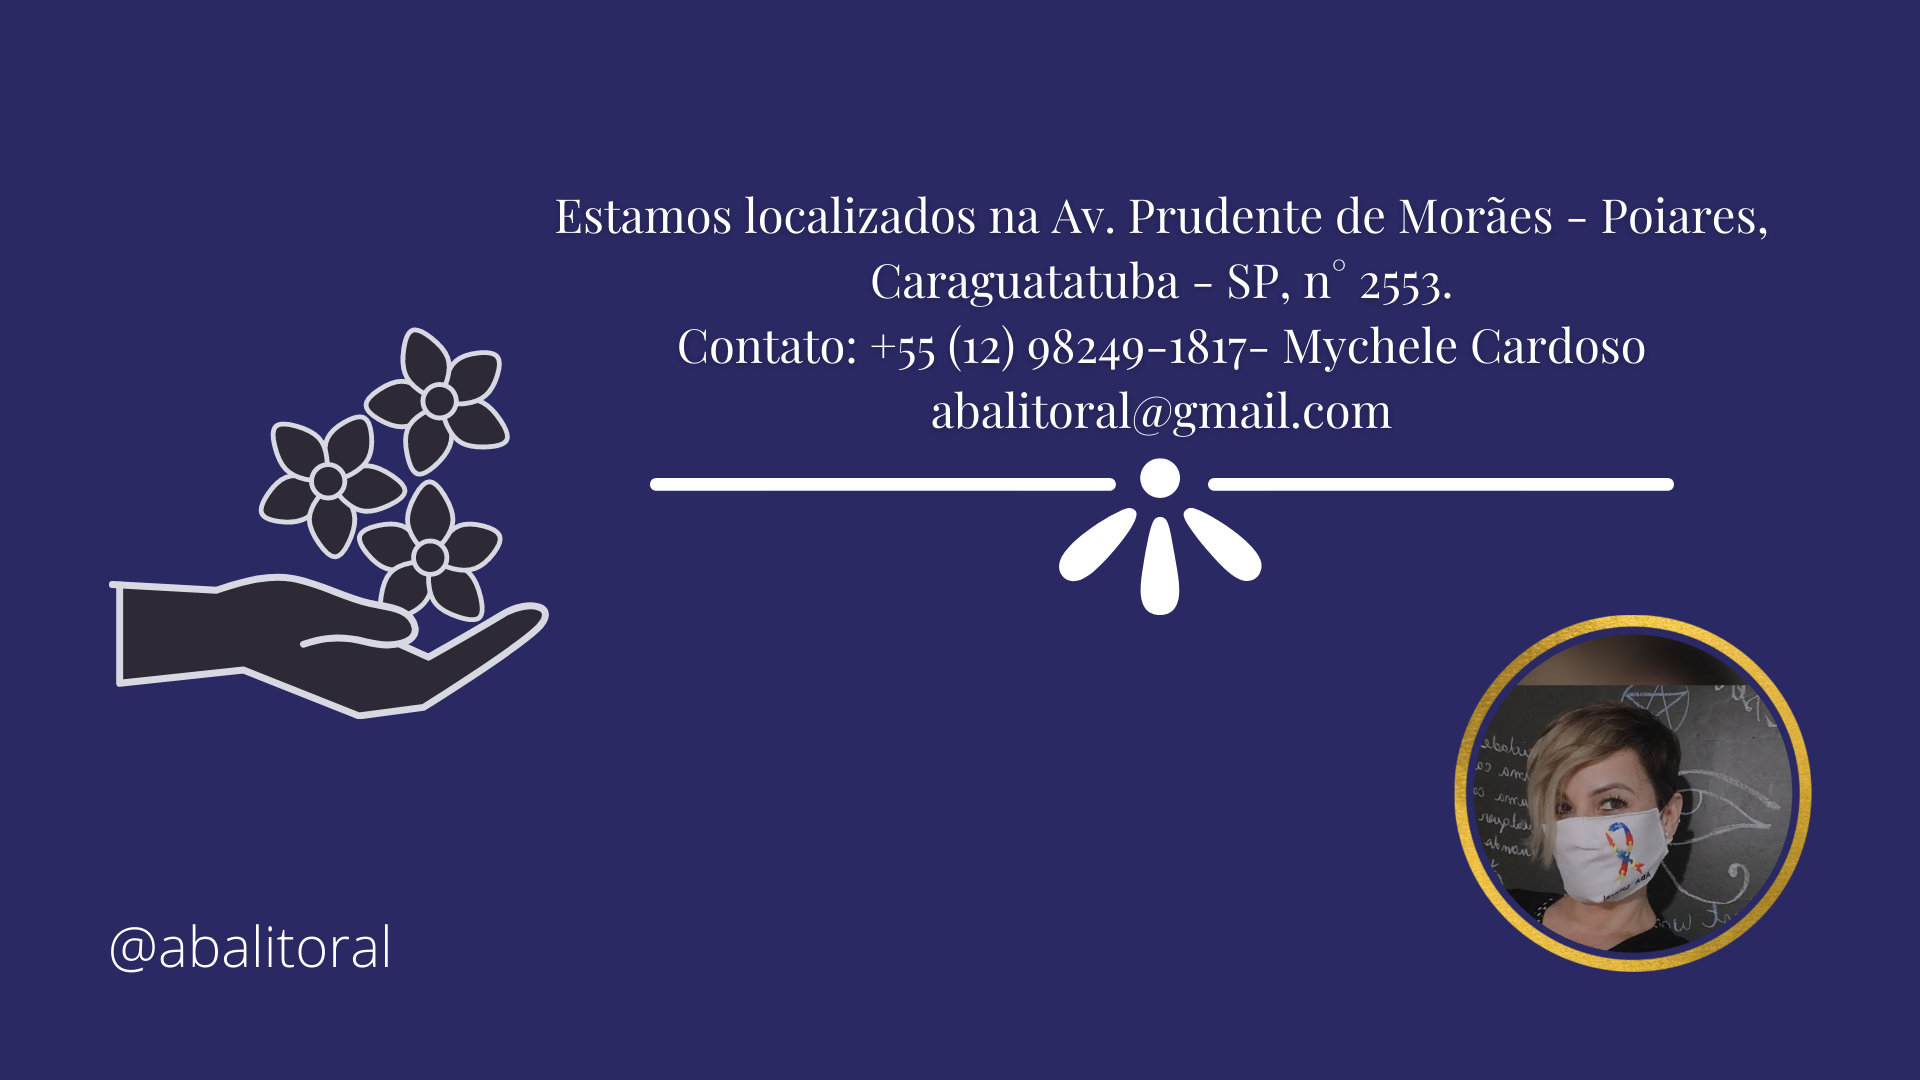 Estamos localizados na Av. Prudente de Morães - Poiares,
Caraguatatuba - SP, n° 2553.
Contato: +55 (12) 98249-1817- Mychele Cardoso
abalitoral@gmail.com
@abalitoral